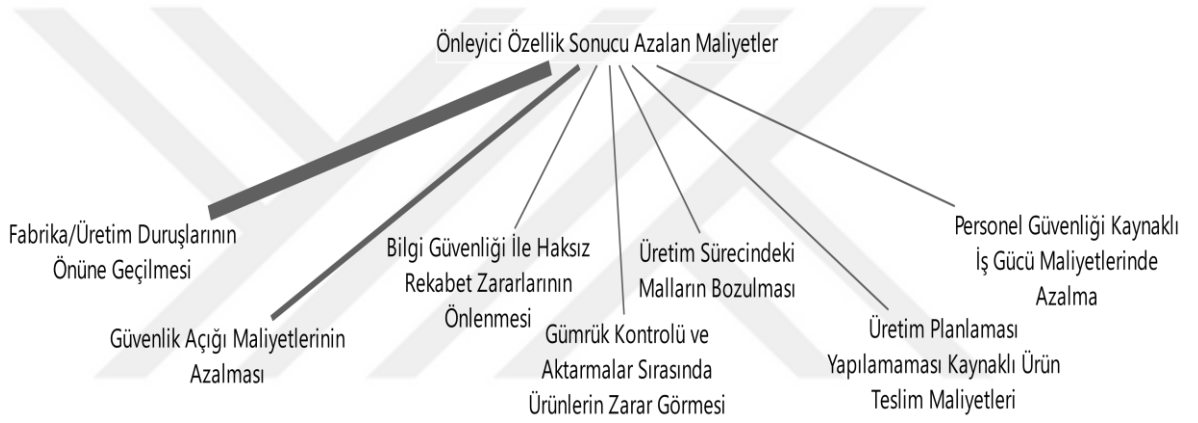 Önleyici Özellik Sonucu Azalan Maliyetler
Fabrika/Üretim Duruşlarının
Önüne Geçilmesi
Güvenlik Açığı Maliyetlerinin
Azalması
Bilgi Güvenliği İle Haksız
Rekabet Zararlarının
Önlenmesi
Gümrük Kontrolü ve
Aktarmalar Sırasında
Ürünlerin Zarar Görmesi
Üretim Sürecindeki
Malların Bozulması
Üretim Planlaması
Yapılamaması Kaynaklı Ürün
Teslim Maliyetleri
Personel Güvenliği Kaynaklı
İş Gücü Maliyetlerinde
Azalma